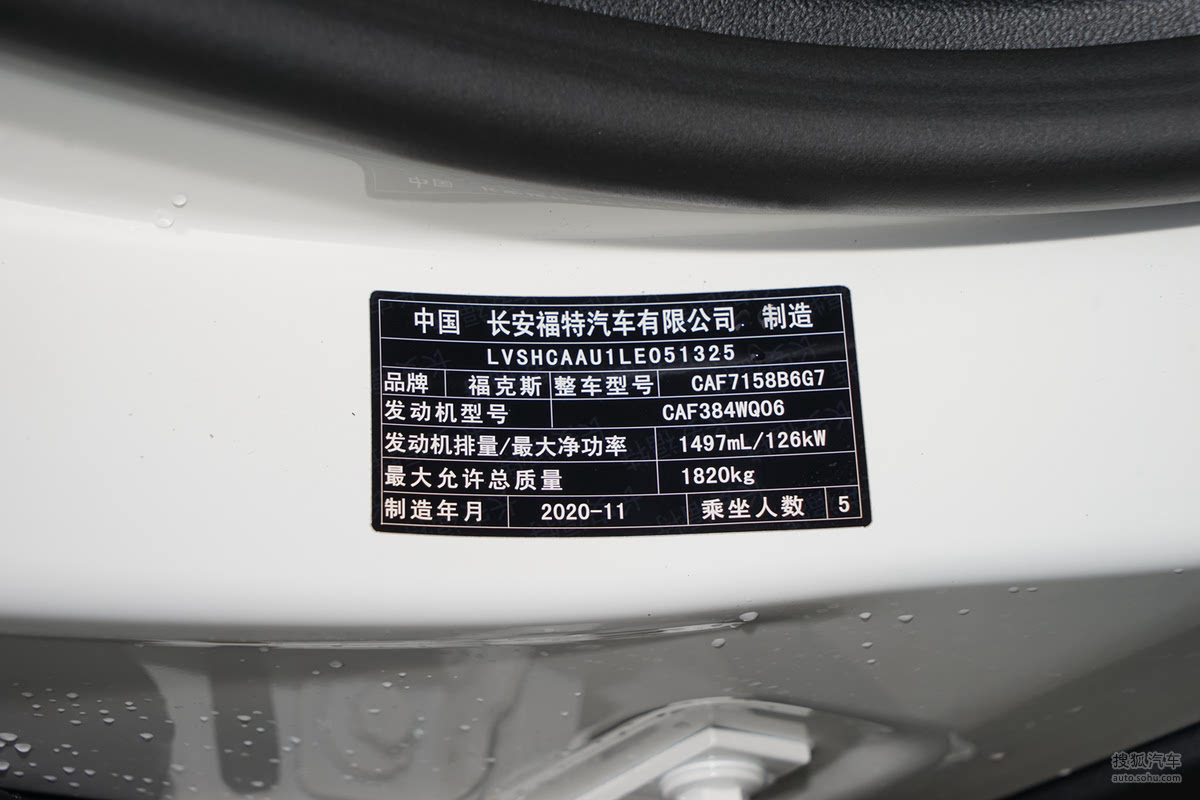 中国 长安福特汽车有限公司 制造
LVSHCAAU1LE051325
品牌 福克斯 整车型号 CAF7158B6G7
发动机型号 CAF384WQ06
发动机排量/最大净功率 1497mL/126kW
最大允许总质量 1820kg
制造年月 2020-11 乘坐人数 5
搜狐汽车
auto.sohu.com